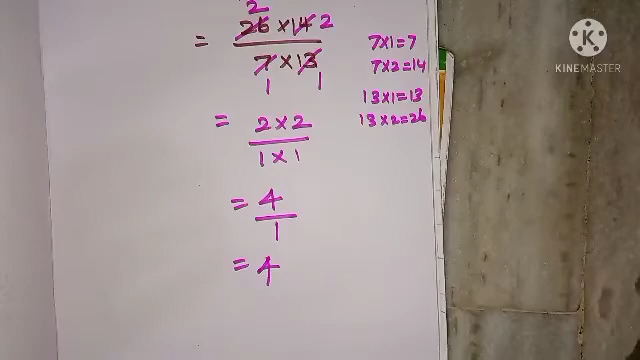 2
= 26 × 14 2
7 × 13
1 1
= 2 × 2
1 × 1
= 4
1
= 4
7×1=7
7×2=14
13×1=13
13×2=26
K
KINEMASTER